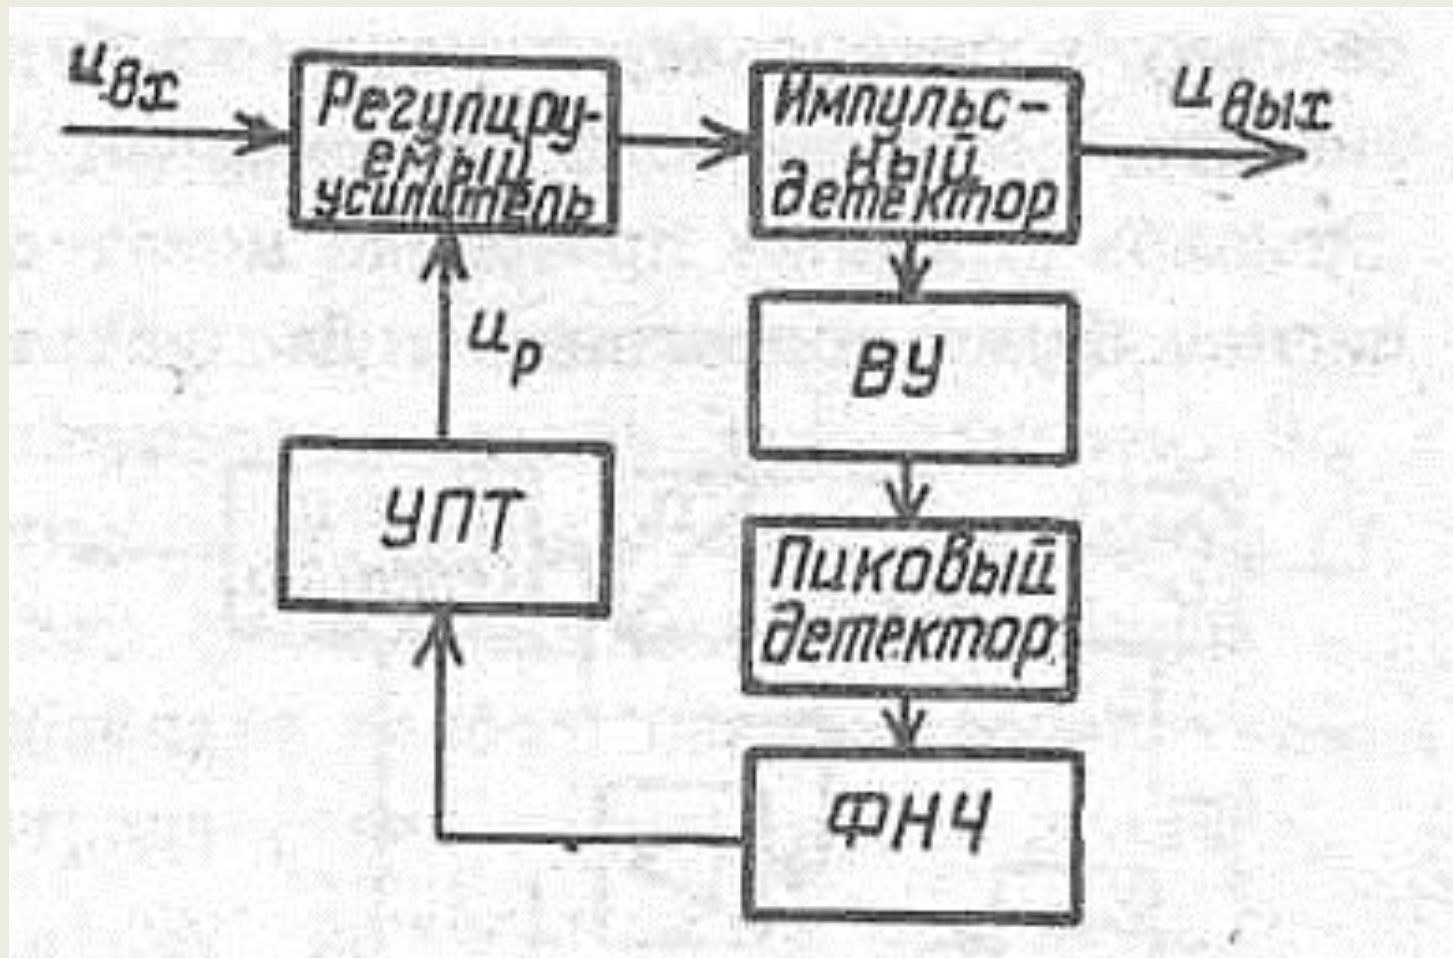 uвх
Регулиру-
емый
усилитель
Импульс-
ный
детектор
uвых
uр
ВУ
УПТ
Пиковый
детектор
ФНЧ